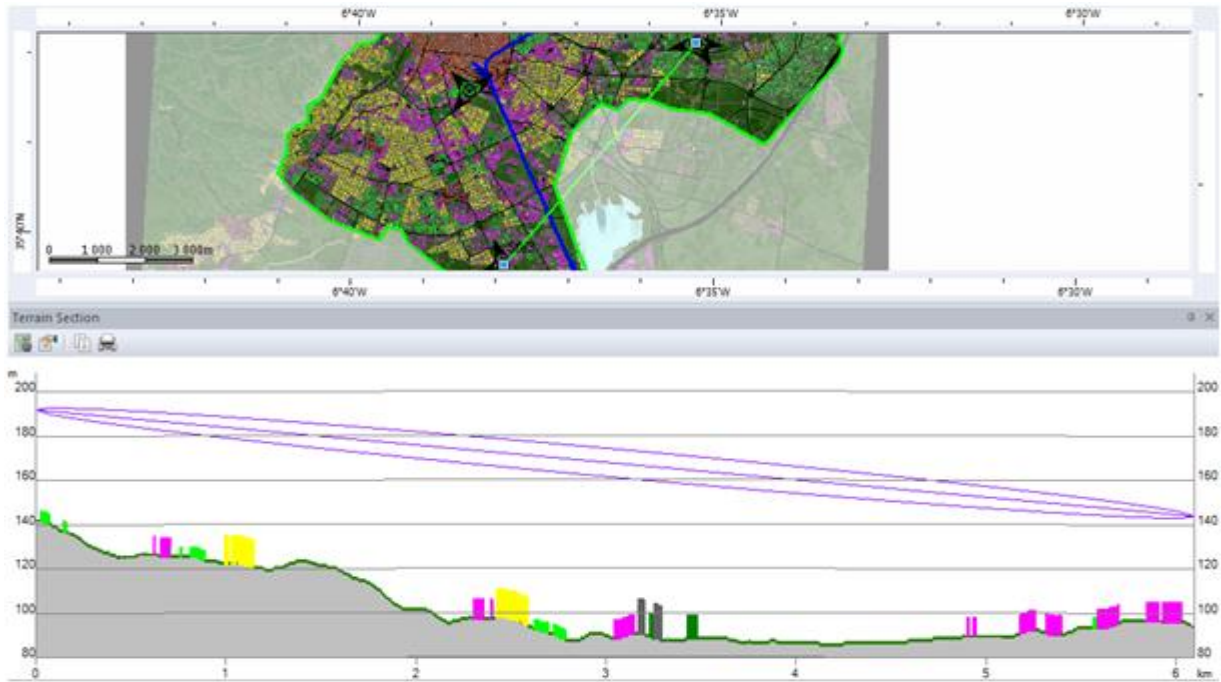 6°40'W 6°35'W 6°30'W
35°40'N
0 1 000 2 000 3 000m
6°40'W 6°35'W 6°30'W
Terrain Section
m
200 200
180 180
160 160
140 140
120 120
100 100
80 80
0 1 2 3 4 5 6 km